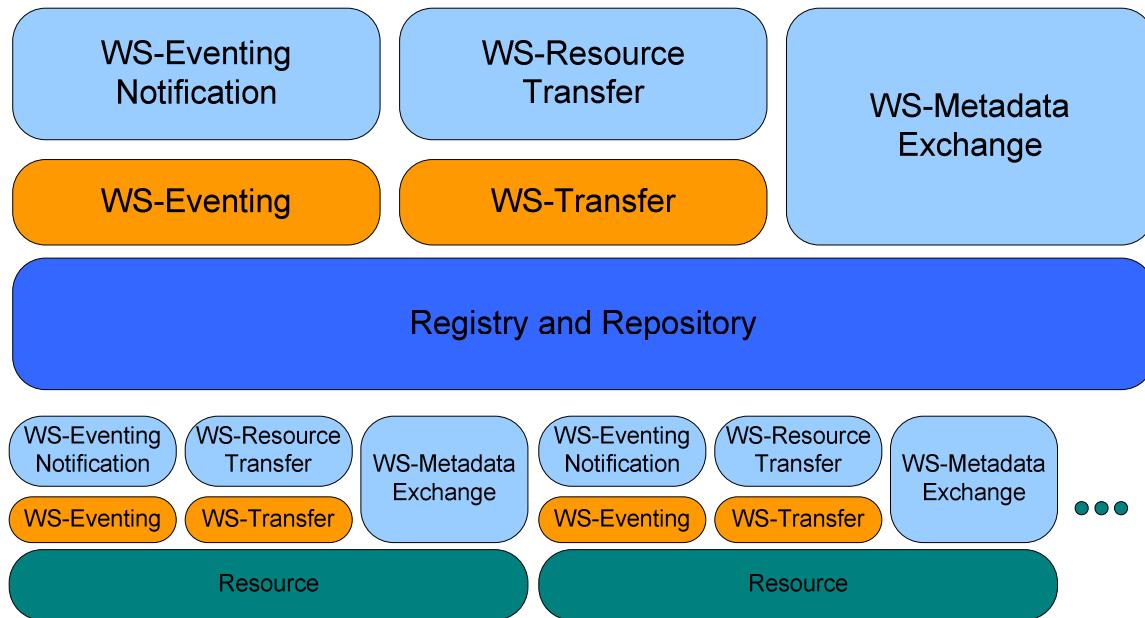 WS-Eventing
Notification
WS-Resource
Transfer
WS-Metadata
Exchange
WS-Eventing
WS-Transfer
Registry and Repository
WS-Eventing
Notification
WS-Resource
Transfer
WS-Metadata
Exchange
WS-Eventing
WS-Transfer
Resource
WS-Eventing
Notification
WS-Resource
Transfer
WS-Metadata
Exchange
WS-Eventing
WS-Transfer
Resource